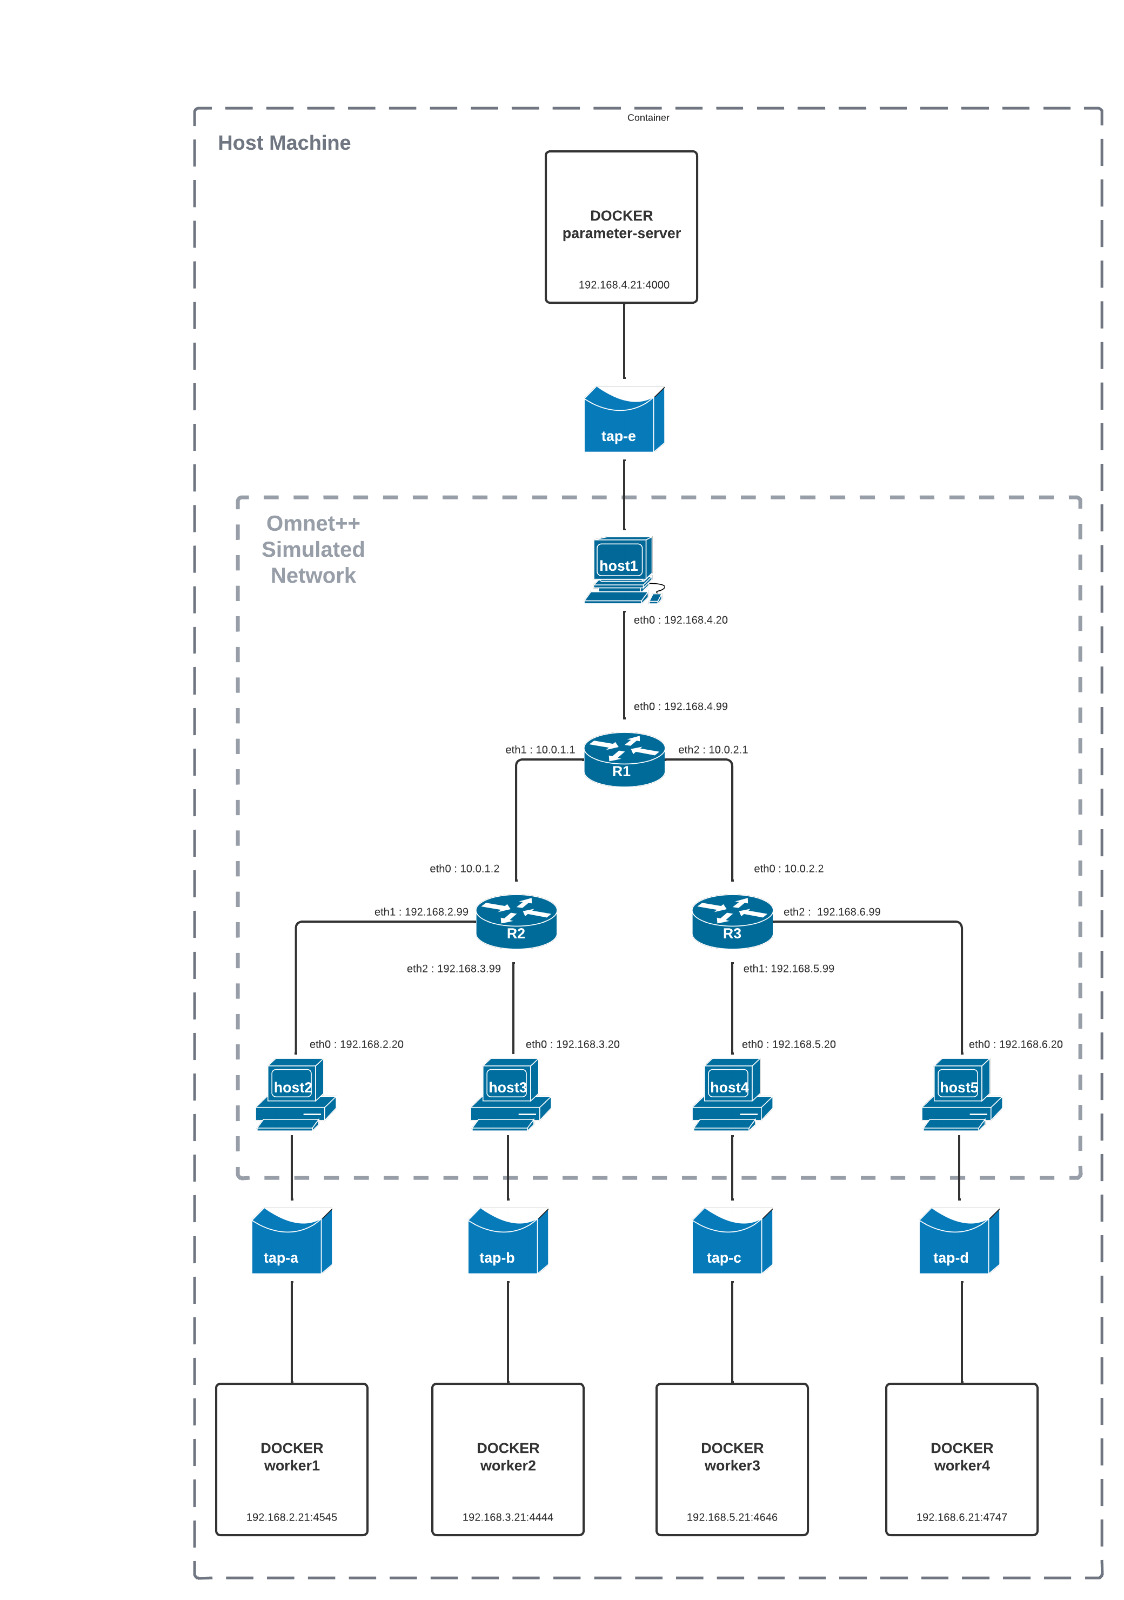 Container
Host Machine
DOCKER
parameter-server
192.168.4.21:4000
tap-e
Omnet++
Simulated
Network
host1
eth0 : 192.168.4.20
eth0 : 192.168.4.99
eth1 : 10.0.1.1
eth2 : 10.0.2.1
R1
eth0 : 10.0.1.2
eth0 : 10.0.2.2
eth1 : 192.168.2.99
eth2 :  192.168.6.99
R2
R3
eth2 : 192.168.3.99
eth1: 192.168.5.99
eth0 : 192.168.2.20
eth0 : 192.168.3.20
eth0 : 192.168.5.20
eth0 : 192.168.6.20
host2
host3
host4
host5
tap-a
tap-b
tap-c
tap-d
DOCKER
worker1
192.168.2.21:4545
DOCKER
worker2
192.168.3.21:4444
DOCKER
worker3
192.168.5.21:4646
DOCKER
worker4
192.168.6.21:4747